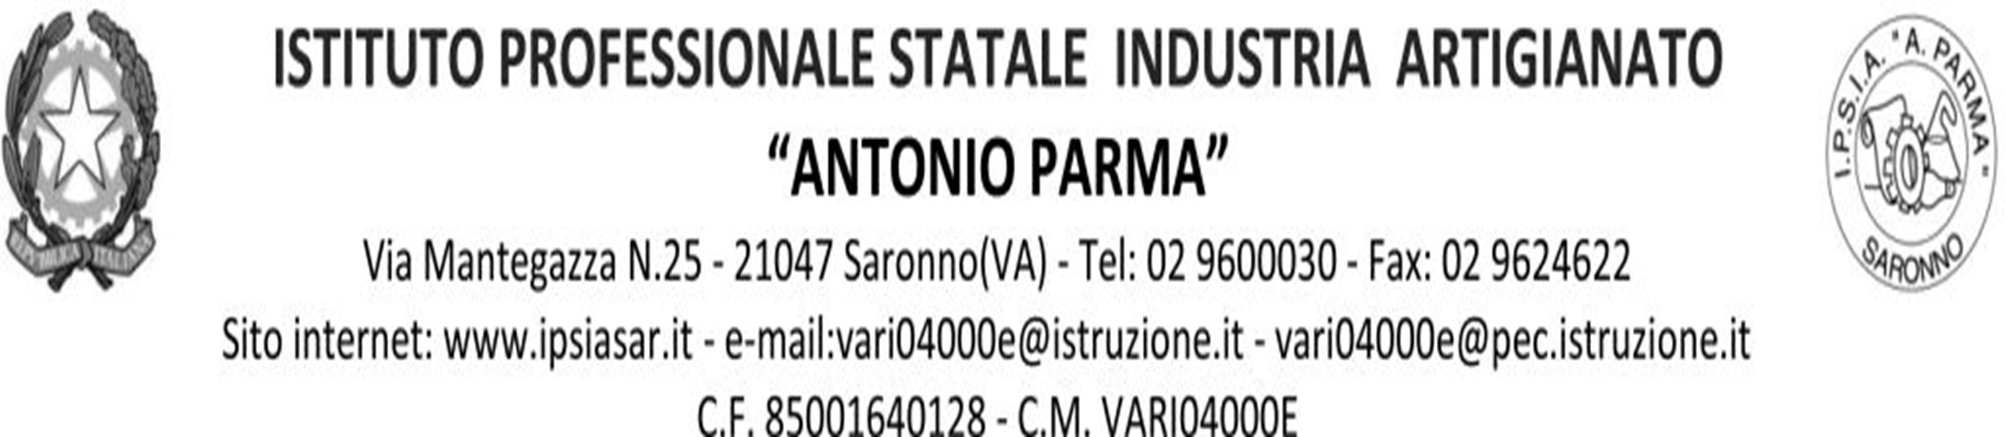 ISTITUTO PROFESSIONALE STATALE INDUSTRIA ARTIGIANATO
“ANTONIO PARMA”
Via Mantegazza N.25 - 21047 Saronno(VA) - Tel: 02 9600030 - Fax: 02 9624622
Sito internet: www.ipsiasar.it - e-mail:vari04000e@istruzione.it - vari04000e@pec.istruzione.it
C.F. 85001640128 - C.M. VARI04000E
I.P.S.I.A. "A. PARMA"
SARONNO